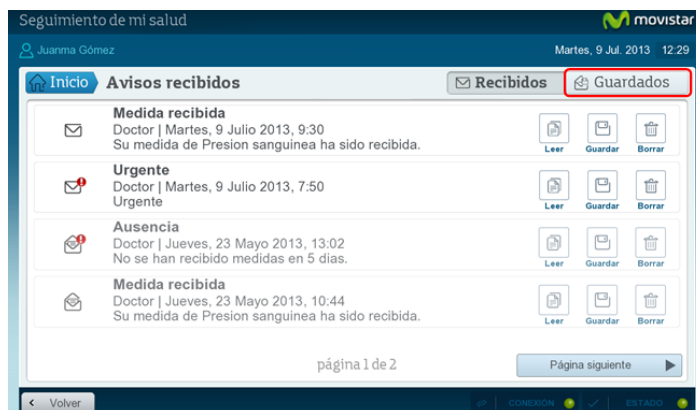 Seguimiento de mi salud
movistar
Juanma Gómez
Martes, 9 Jul. 2013 12:29
Inicio
Avisos recibidos
Recibidos
Guardados
Medida recibida
Doctor | Martes, 9 Julio 2013, 9:30
Su medida de Presion sanguinea ha sido recibida.
Leer Guardar Borrar
Urgente
Doctor | Martes, 9 Julio 2013, 7:50
Urgente
Leer Guardar Borrar
Ausencia
Doctor | Jueves, 23 Mayo 2013, 13:02
No se han recibido medidas en 5 dias.
Leer Guardar Borrar
Medida recibida
Doctor | Jueves, 23 Mayo 2013, 10:44
Su medida de Presion sanguinea ha sido recibida.
Leer Guardar Borrar
página 1 de 2
Página siguiente
Volver
CONEXIÓN
ESTADO